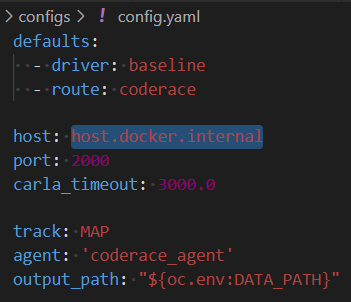 > configs > ! config.yaml
defaults:
  - driver: baseline
  - route: coderace

host: host.docker.internal
port: 2000
carla_timeout: 3000.0

track: MAP
agent: 'coderace_agent'
output_path: "${oc.env:DATA_PATH}"